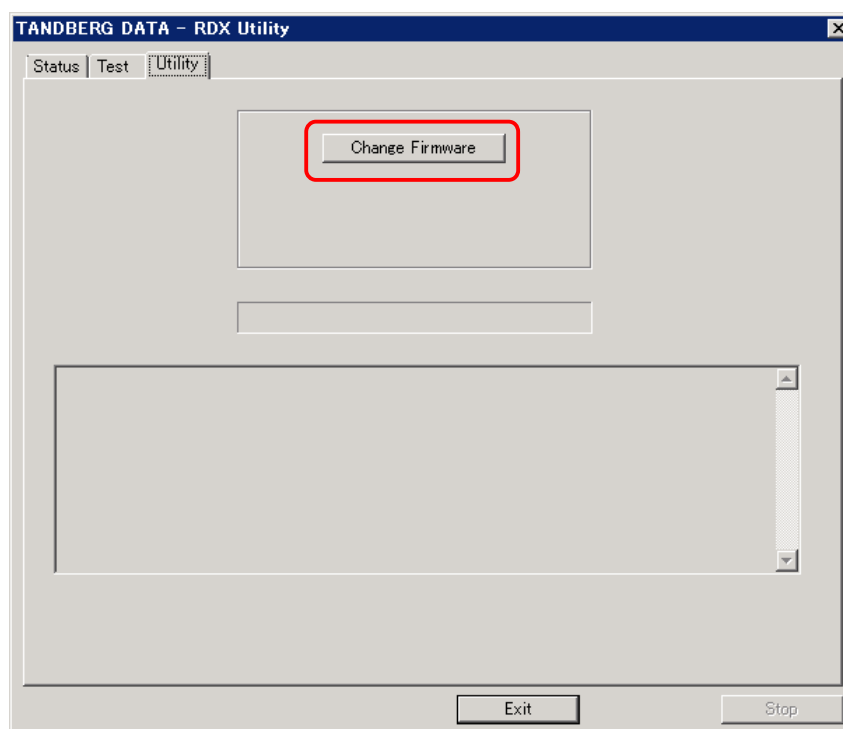 TANDBERG DATA - RDX Utility
Status Test Utility
Change Firmware
Exit Stop